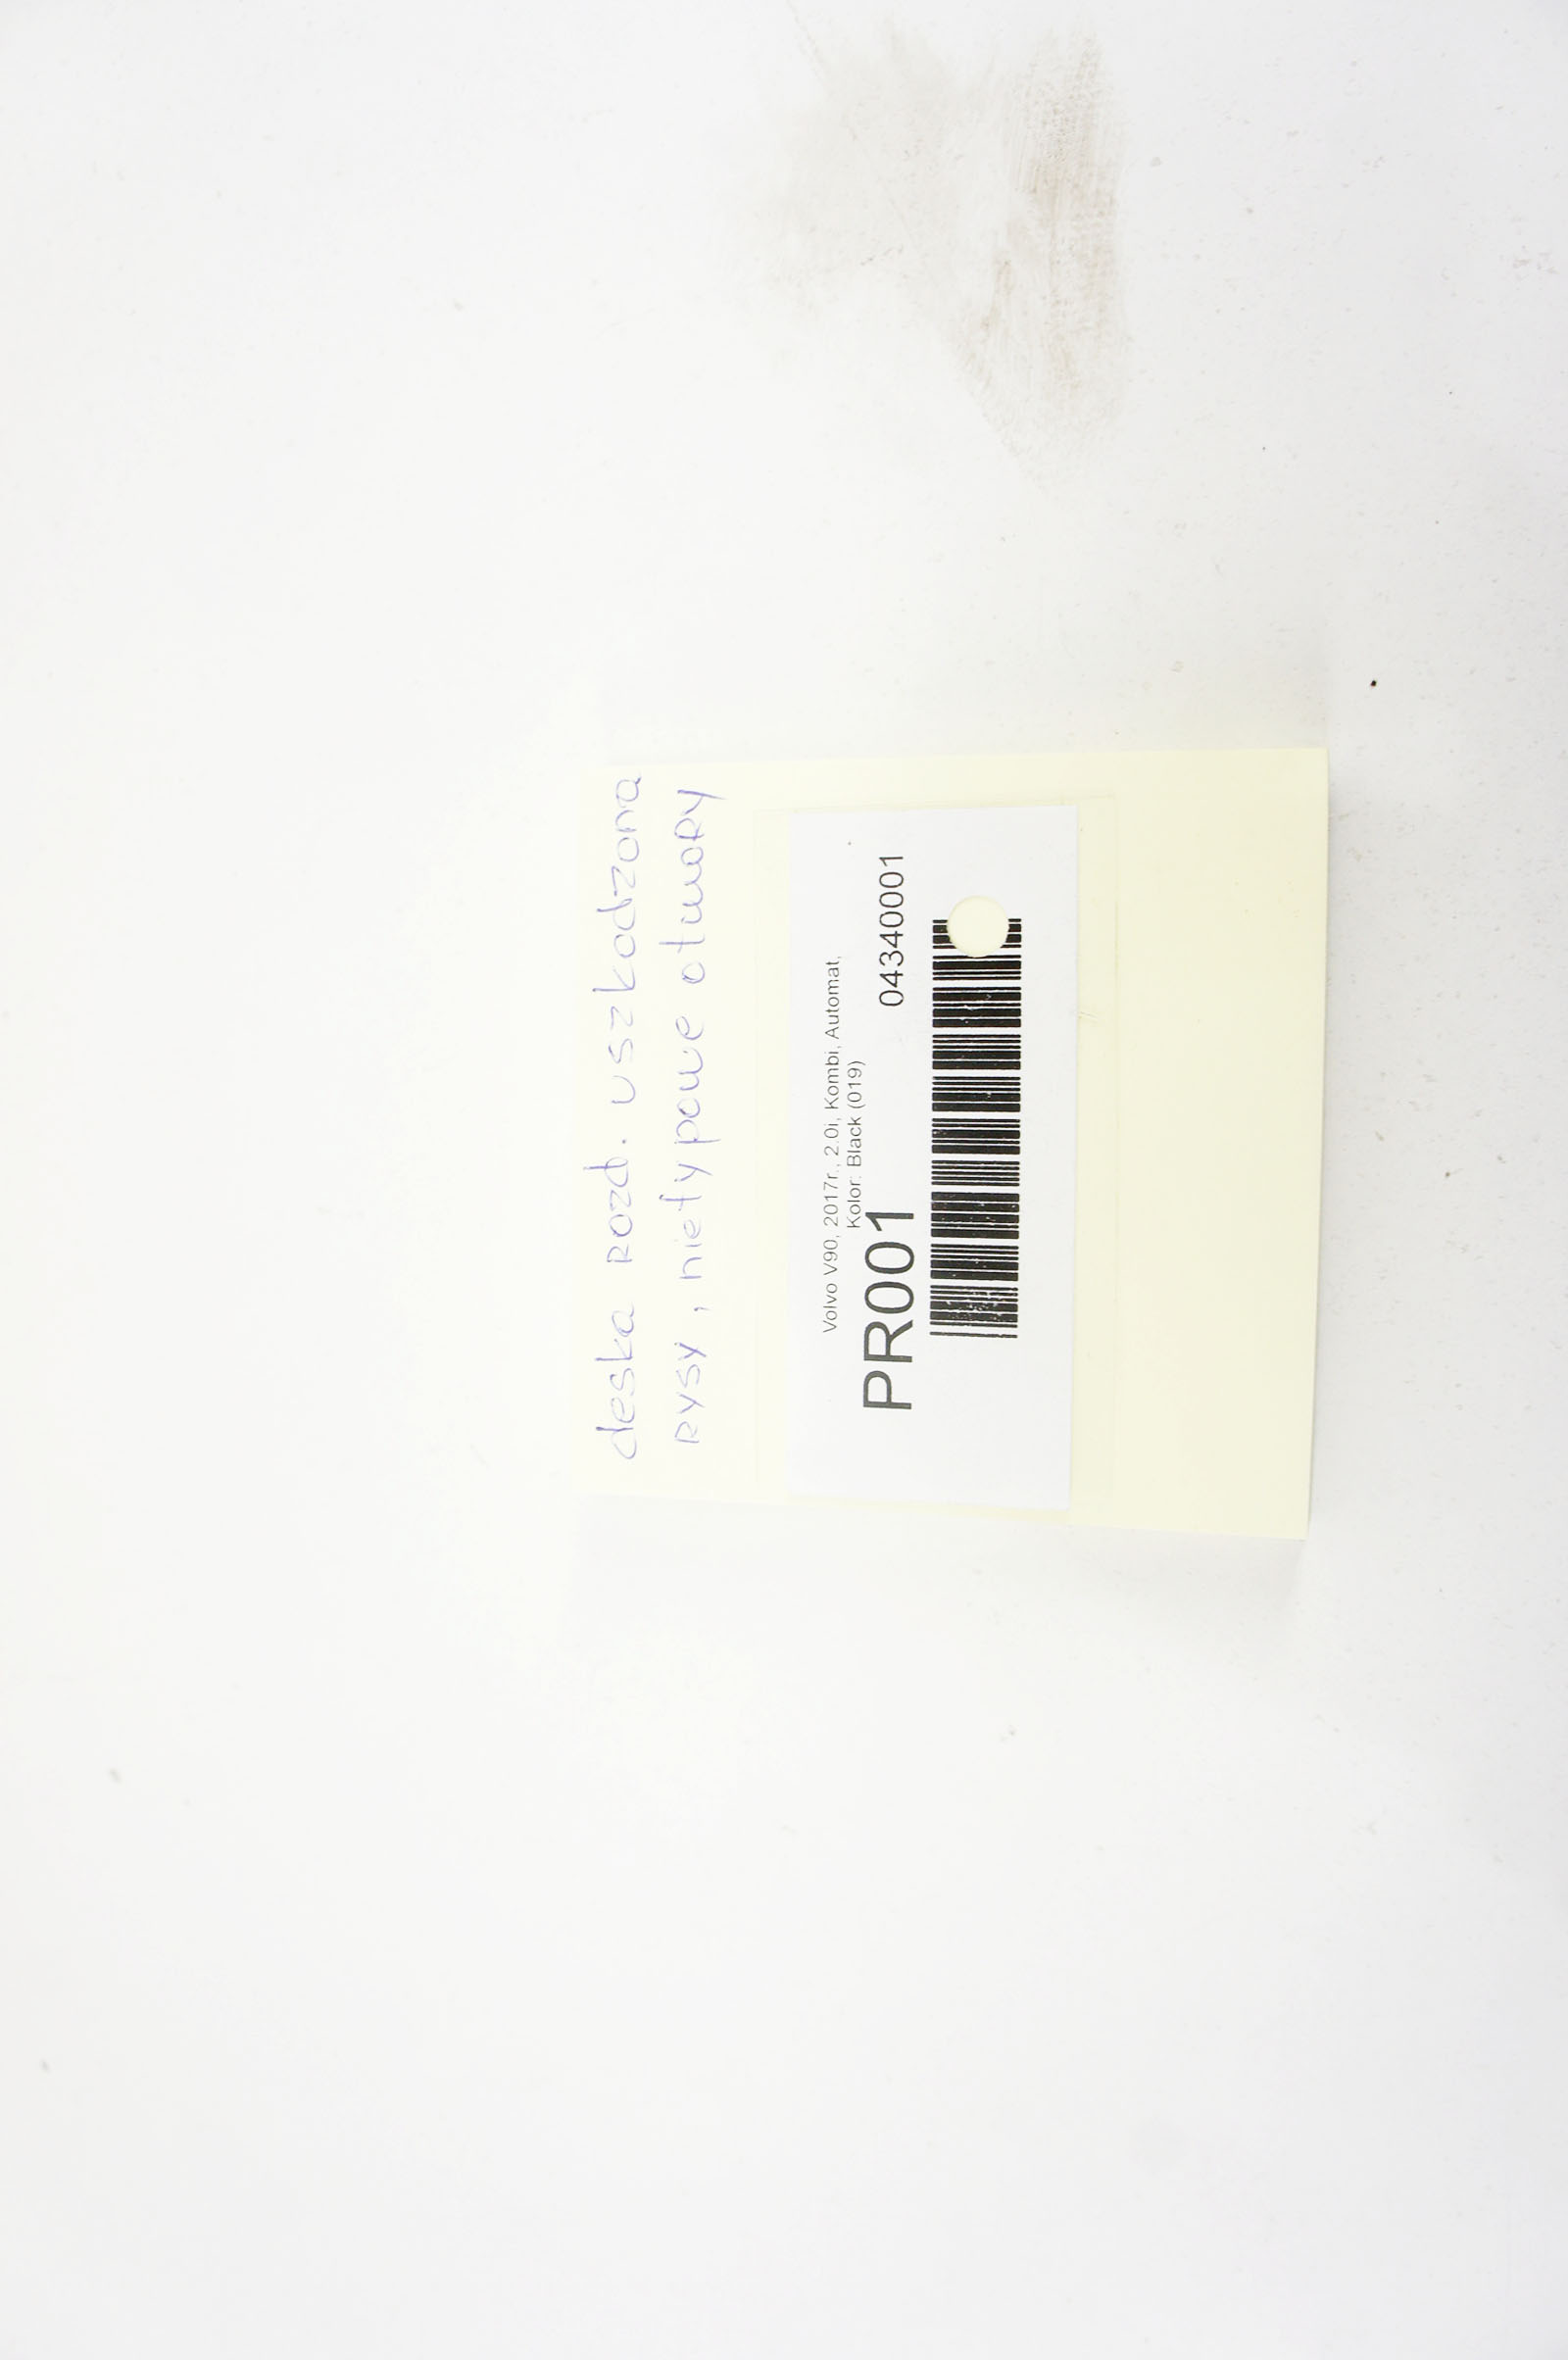 deska rozd. uszkodzona
rysy, nietypowe otwory
Volvo V90, 2017r., 2.0i, Kombi, Automat,
Kolor: Black (019)
PR001 04340001